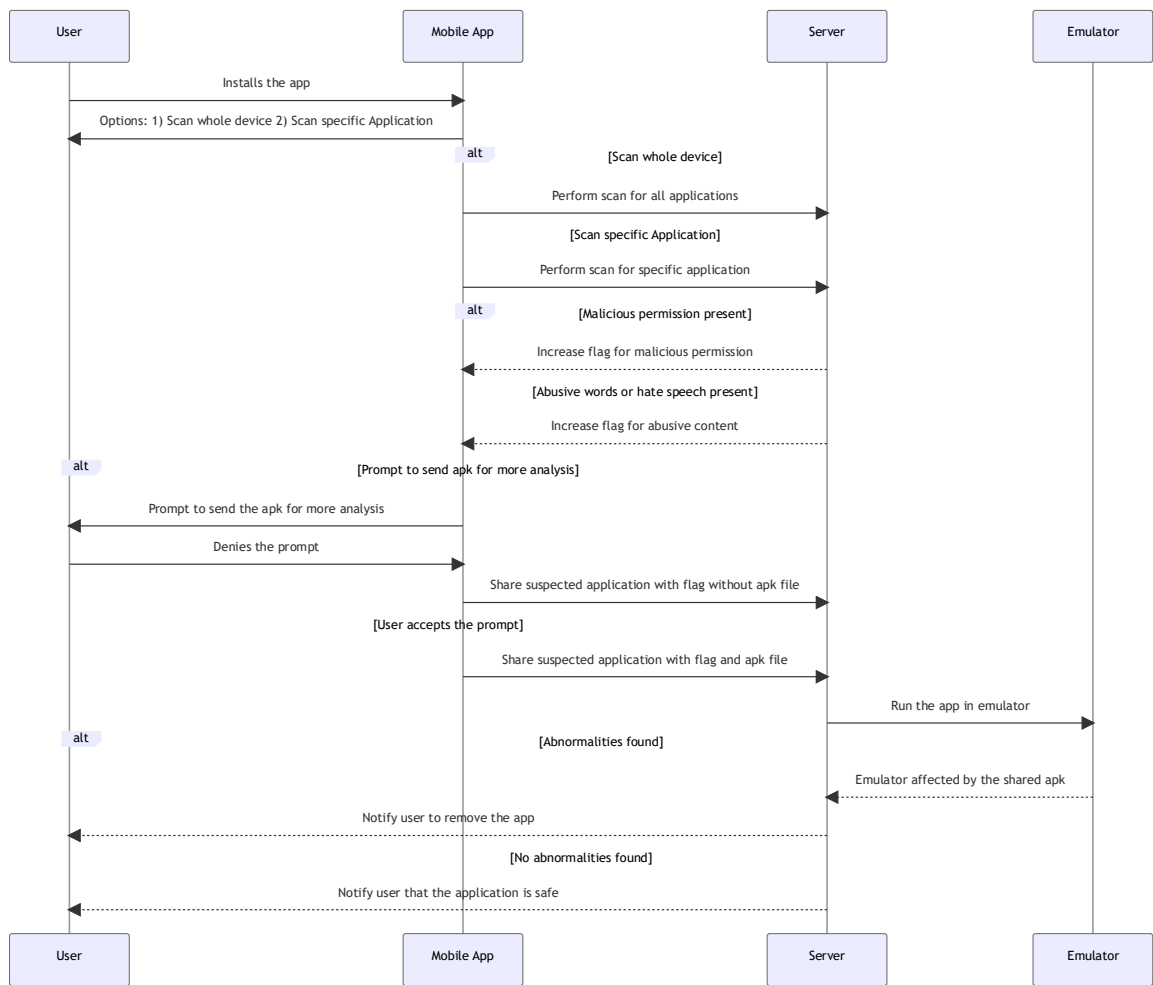 User Mobile App Server Emulator
Installs the app
Options: 1) Scan whole device 2) Scan specific Application
alt [Scan whole device]
Perform scan for all applications
[Scan specific Application]
Perform scan for specific application
alt [Malicious permission present]
Increase flag for malicious permission
[Abusive words or hate speech present]
Increase flag for abusive content
alt [Prompt to send apk for more analysis]
Prompt to send the apk for more analysis
Denies the prompt
Share suspected application with flag without apk file
[User accepts the prompt]
Share suspected application with flag and apk file
Run the app in emulator
alt [Abnormalities found]
Emulator affected by the shared apk
Notify user to remove the app
[No abnormalities found]
Notify user that the application is safe
User Mobile App Server Emulator